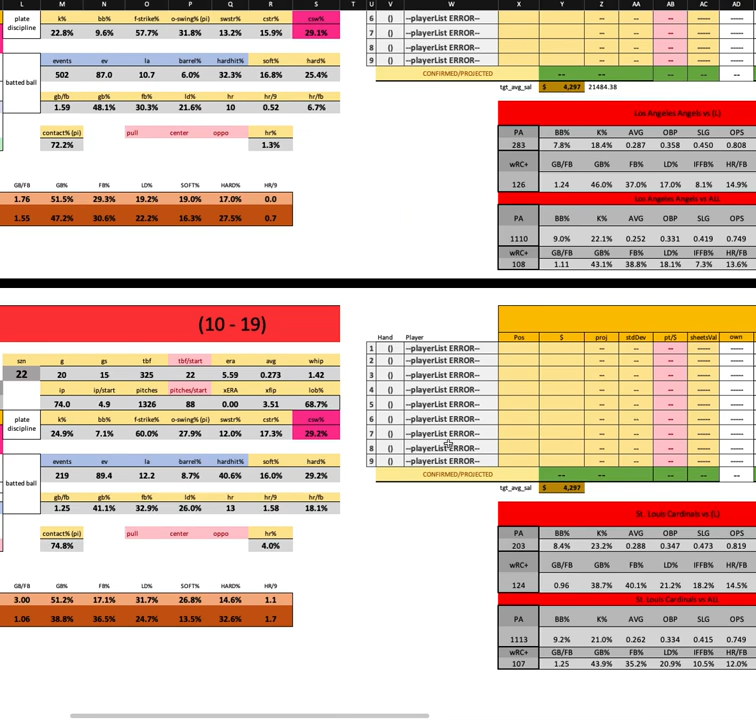 L M N O P Q R S T U V W X Y Z AA AB AC AD
plate discipline k% bb% f-strike% o-swing% (pi) swstr% cstr% csw%
22.8% 9.6% 57.7% 31.8% 13.2% 15.9% 29.1%
6 () --playerList ERROR-- -- -- -- ----- -----
7 () --playerList ERROR-- -- -- -- ----- -----
8 () --playerList ERROR-- -- -- -- ----- -----
9 () --playerList ERROR-- -- -- -- ----- -----
CONFIRMED/PROJECTED -- -- -- -- ----- --
tgt_avg_sal $ 4,297 21484.38
batted ball events ev la barrel% hardhit% soft% hard%
502 87.0 10.7 6.0% 32.3% 16.8% 25.4%
gb/fb gb% fb% ld% hr hr/9 hr/fb
1.59 48.1% 30.3% 21.6% 10 0.52 6.7%
contact% (pi) pull center oppo hr%
72.2% 1.3%
GB/FB GB% FB% LD% SOFT% HARD% HR/9
1.76 51.5% 29.3% 19.2% 19.0% 17.0% 0.0
1.55 47.2% 30.6% 22.2% 16.3% 27.5% 0.7
Los Angeles Angels vs (L)
PA BB% K% AVG OBP SLG OPS
283 7.8% 18.4% 0.287 0.358 0.450 0.808
wRC+ GB/FB GB% FB% LD% IFFB% HR/FB
126 1.24 46.0% 37.0% 17.0% 8.1% 14.9%
Los Angeles Angels vs ALL
PA BB% K% AVG OBP SLG OPS
1110 9.0% 22.1% 0.252 0.331 0.419 0.749
wRC+ GB/FB GB% FB% LD% IFFB% HR/FB
108 1.11 43.1% 38.8% 18.1% 7.3% 13.6%
(10 - 19)
szn g gs tbf tbf/start era avg whip
22 20 15 325 22 5.59 0.273 1.42
ip ip/start pitches pitches/start xERA xfip lob%
74.0 4.9 1326 88 0.00 3.51 68.7%
plate discipline k% bb% f-strike% o-swing% (pi) swstr% cstr% csw%
24.9% 7.1% 60.0% 27.9% 12.0% 17.3% 29.2%
batted ball events ev la barrel% hardhit% soft% hard%
219 89.4 12.2 8.7% 40.6% 16.0% 29.2%
gb/fb gb% fb% ld% hr hr/9 hr/fb
1.25 41.1% 32.9% 26.0% 13 1.58 18.1%
contact% (pi) pull center oppo hr%
74.8% 4.0%
GB/FB GB% FB% LD% SOFT% HARD% HR/9
3.00 51.2% 17.1% 31.7% 26.8% 14.6% 1.1
1.06 38.8% 36.5% 24.7% 13.5% 32.6% 1.7
Hand Player Pos $ proj stdDev pt/$ sheetsVal own
1 () --playerList ERROR-- -- -- -- ----- -----
2 () --playerList ERROR-- -- -- -- ----- -----
3 () --playerList ERROR-- -- -- -- ----- -----
4 () --playerList ERROR-- -- -- -- ----- -----
5 () --playerList ERROR-- -- -- -- ----- -----
6 () --playerList ERROR-- -- -- -- ----- -----
7 () --playerList ERROR-- -- -- -- ----- -----
8 () --playerList ERROR-- -- -- -- ----- -----
9 () --playerList ERROR-- -- -- -- ----- -----
CONFIRMED/PROJECTED -- -- -- -- ----- --
tgt_avg_sal $ 4,297
St. Louis Cardinals vs (L)
PA BB% K% AVG OBP SLG OPS
203 8.4% 23.2% 0.288 0.347 0.473 0.819
wRC+ GB/FB GB% FB% LD% IFFB% HR/FB
124 0.96 38.7% 40.1% 21.2% 18.2% 14.5%
St. Louis Cardinals vs ALL
PA BB% K% AVG OBP SLG OPS
1113 9.2% 21.0% 0.262 0.334 0.415 0.749
wRC+ GB/FB GB% FB% LD% IFFB% HR/FB
107 1.25 43.9% 35.2% 20.9% 10.5% 12.0%